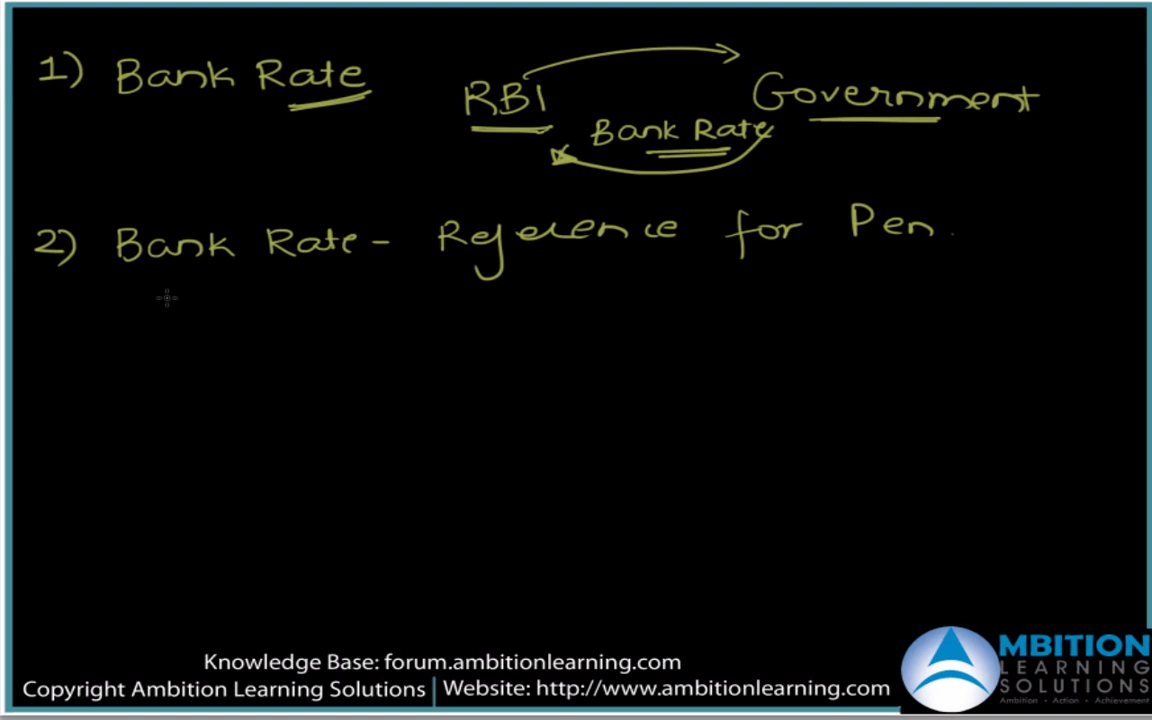 1) Bank Rate RBI Government
Bank Rate
2) Bank Rate - Reference for Pen.
Knowledge Base: forum.ambitionlearning.com
Copyright Ambition Learning Solutions | Website: http://www.ambitionlearning.com
AMBITION
LEARNING
SOLUTIONS
Ambition • Action • Achievement